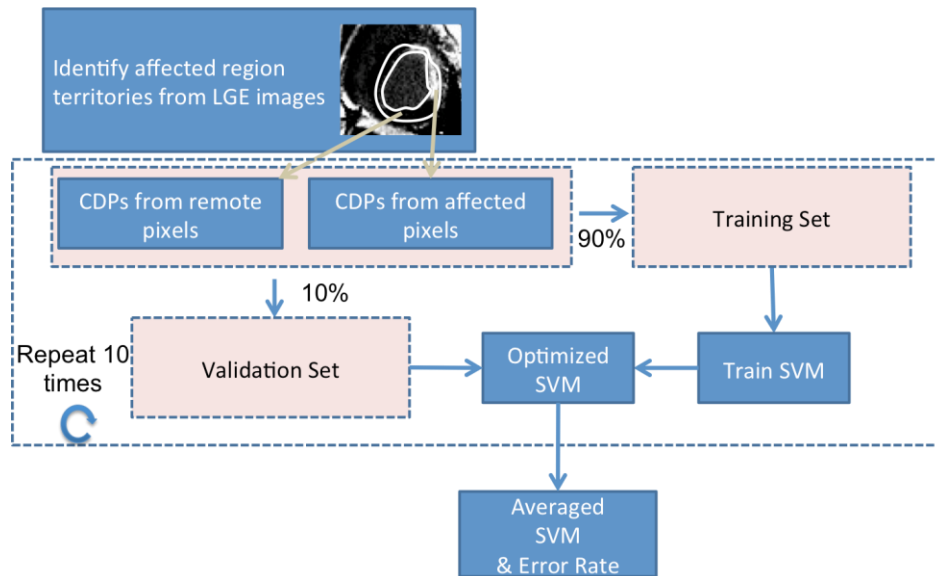 Identify affected region
territories from LGE images
CDPs from remote
pixels
CDPs from affected
pixels
90%
Training Set
10%
Repeat 10
times
Validation Set
Optimized
SVM
Train SVM
Averaged
SVM
& Error Rate